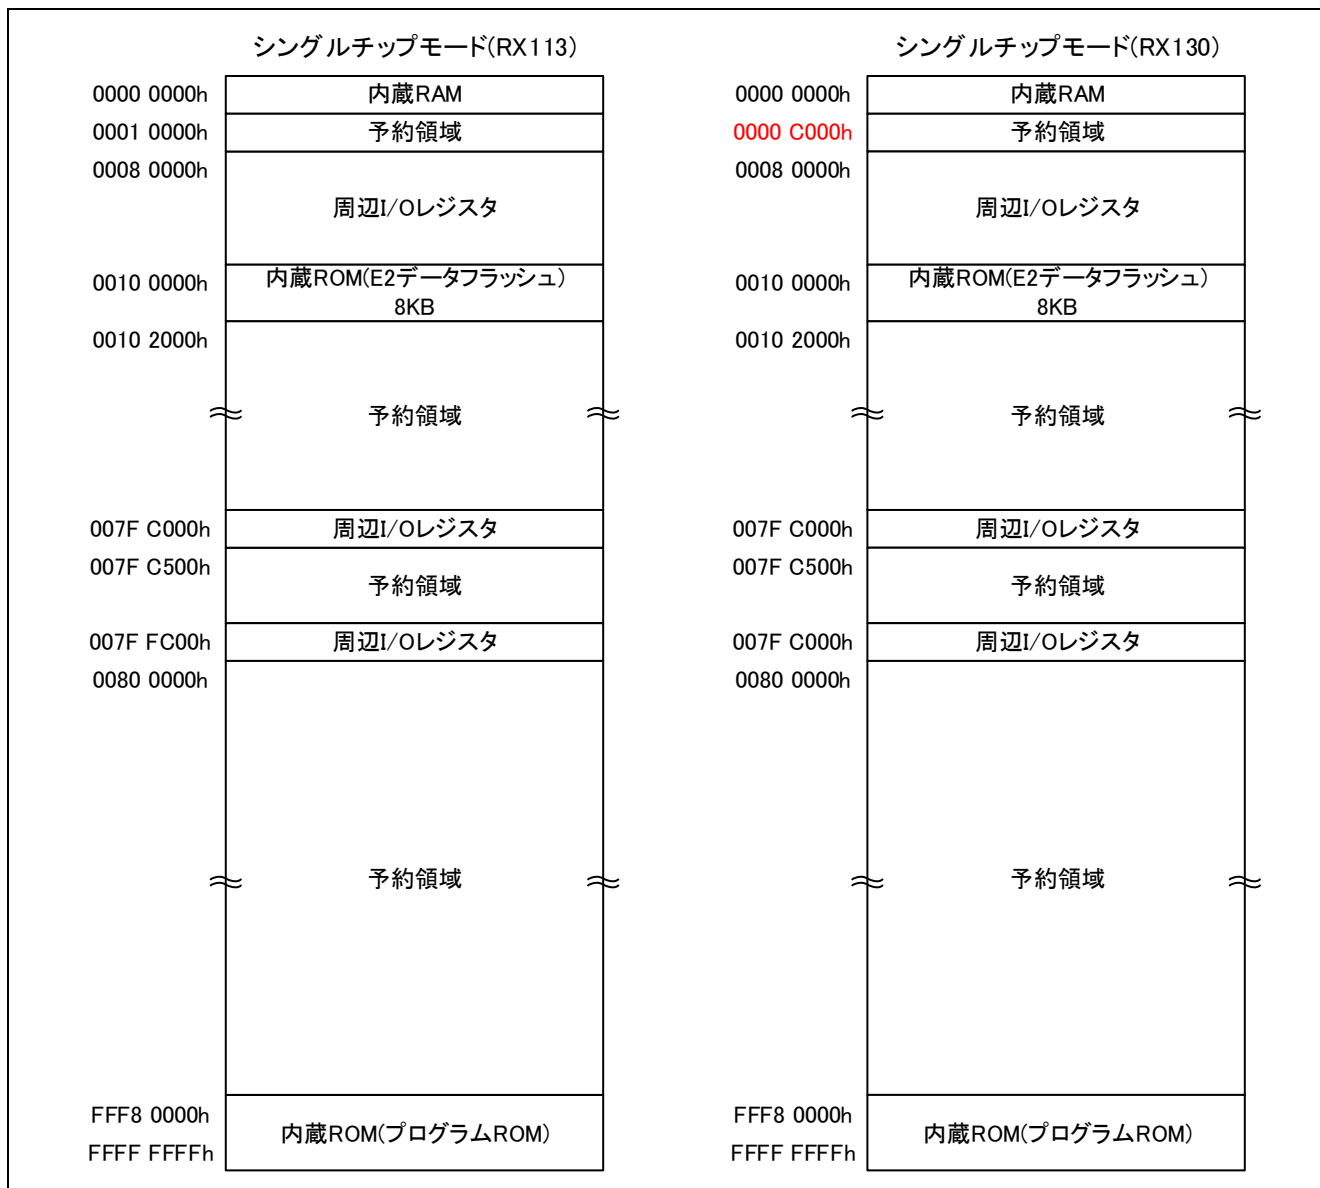 シングルチップモード(RX113)
0000 0000h
内蔵RAM
0001 0000h
予約領域
0008 0000h
周辺I/Oレジスタ
0010 0000h
内蔵ROM(E2データフラッシュ)
8KB
0010 2000h
予約領域
007F C000h
周辺I/Oレジスタ
007F C500h
予約領域
007F FC00h
周辺I/Oレジスタ
0080 0000h
予約領域
FFF8 0000h
内蔵ROM(プログラムROM)
FFFF FFFFh
シングルチップモード(RX130)
0000 0000h
内蔵RAM
0000 C000h
予約領域
0008 0000h
周辺I/Oレジスタ
0010 0000h
内蔵ROM(E2データフラッシュ)
8KB
0010 2000h
予約領域
007F C000h
周辺I/Oレジスタ
007F C500h
予約領域
007F C000h
周辺I/Oレジスタ
0080 0000h
予約領域
FFF8 0000h
内蔵ROM(プログラムROM)
FFFF FFFFh